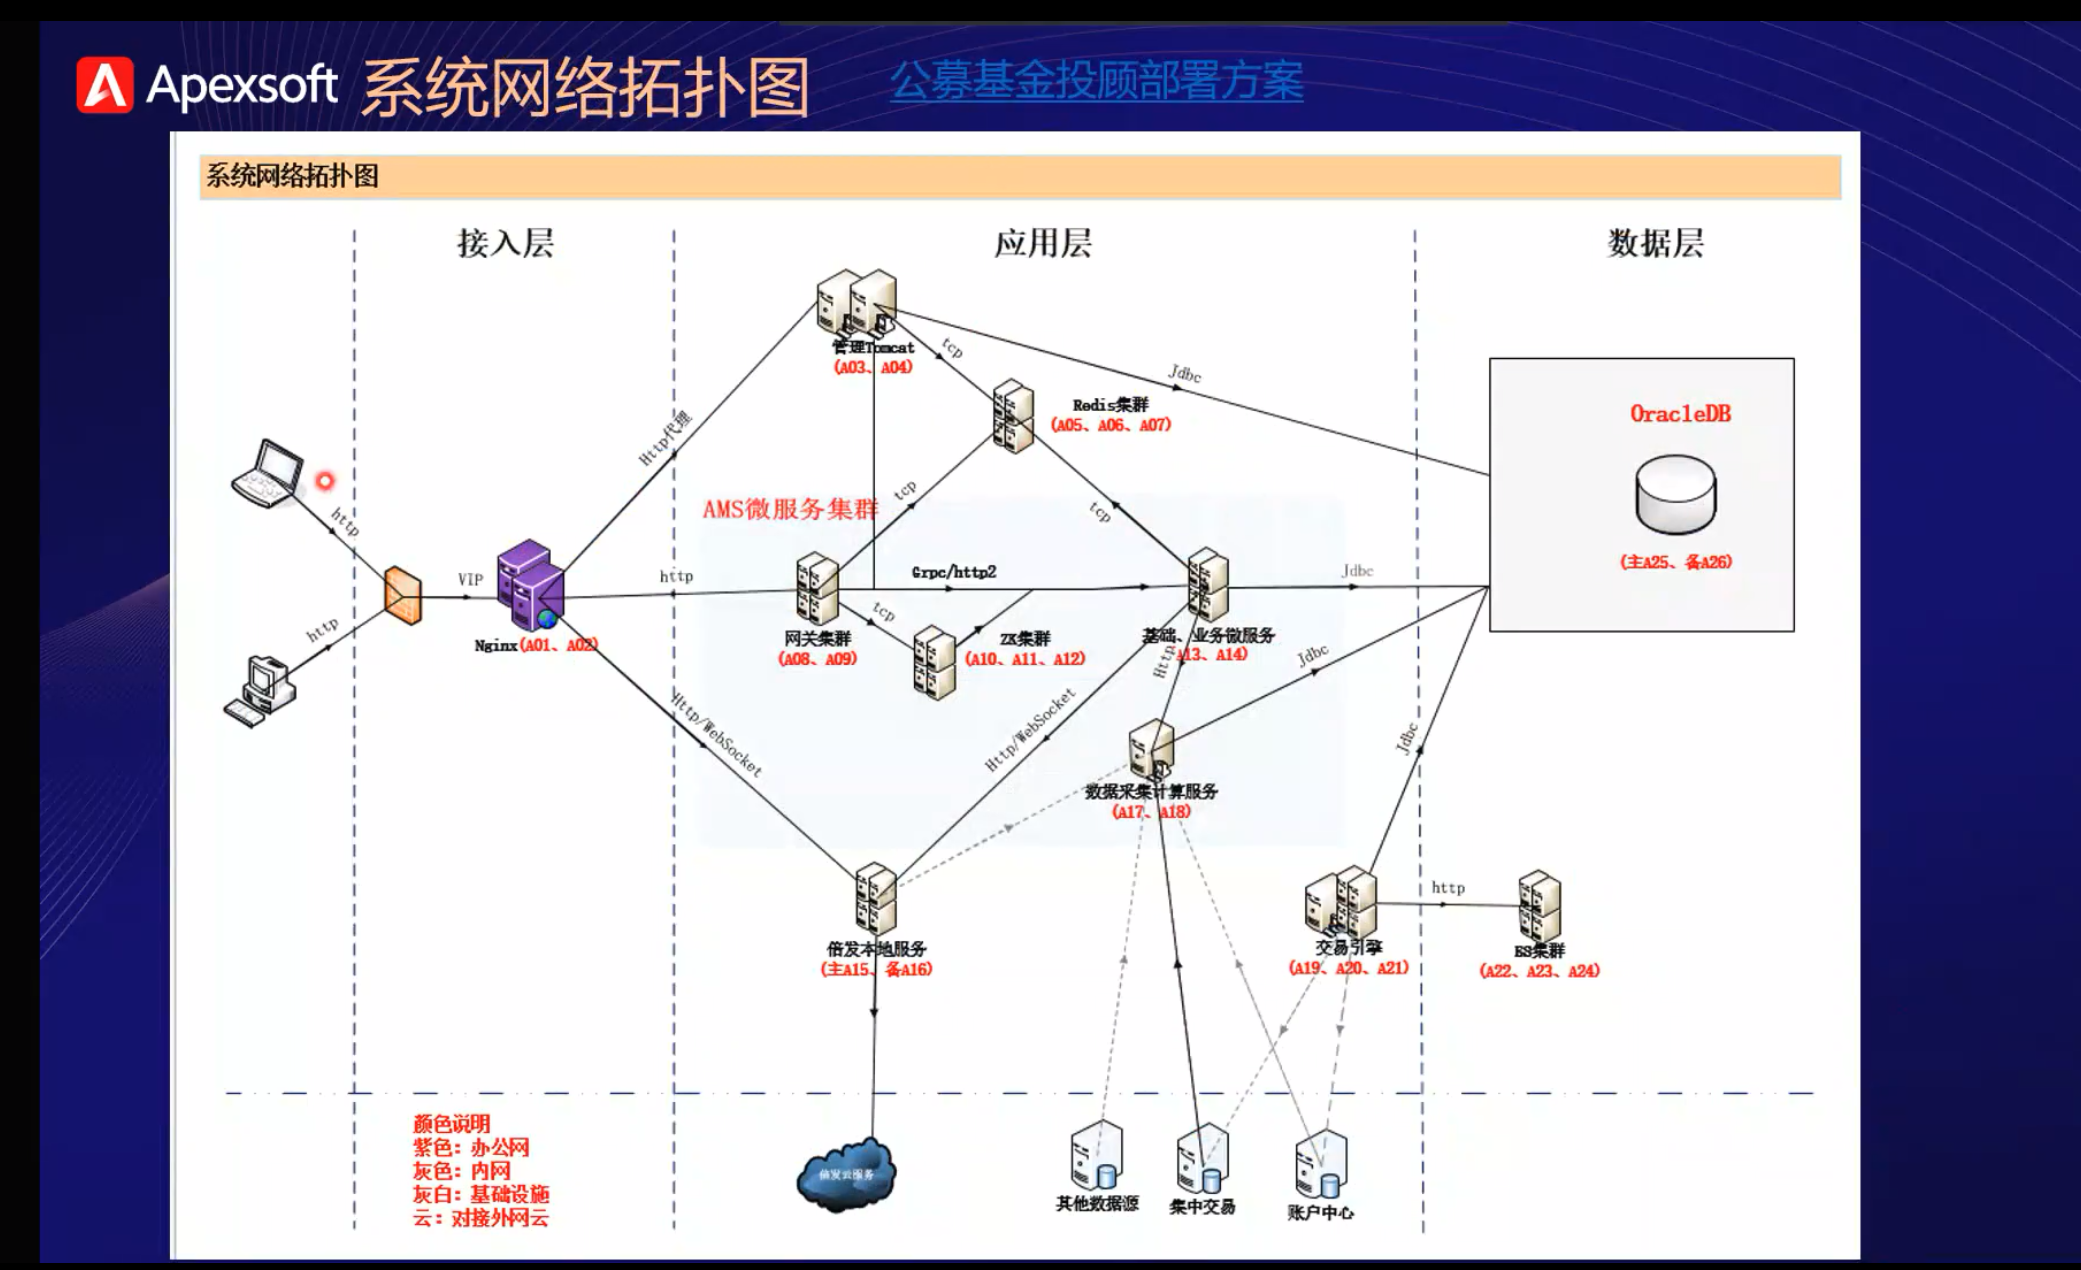 Apexsoft 系统网络拓扑图
公募基金投顾部署方案
系统网络拓扑图
接入层
应用层
数据层
管理Tomcat
(A03、A04)
tcp
Jdbc
Redis集群
(A05、A06、A07)
OracleDB
(主A25、备A26)
Http代理
AMS微服务集群
tcp
tcp
http
http
VIP
Nginx(A01、A02)
http
网关集群
(A08、A09)
Grpc/http2
tcp
ZK集群
(A10、A11、A12)
基础、业务微服务
A13、A14)
Jdbc
Http
Jdbc
Http/WebSocket
Http/WebSocket
数据采集计算服务
(A17、A18)
Jdbc
倍发本地服务
(主A15、备A16)
交易引擎
(A19、A20、A21)
http
ES集群
(A22、A23、A24)
颜色说明
紫色：办公网
灰色：内网
灰白：基础设施
云：对接外网云
倍发云服务
其他数据源
集中交易
账户中心